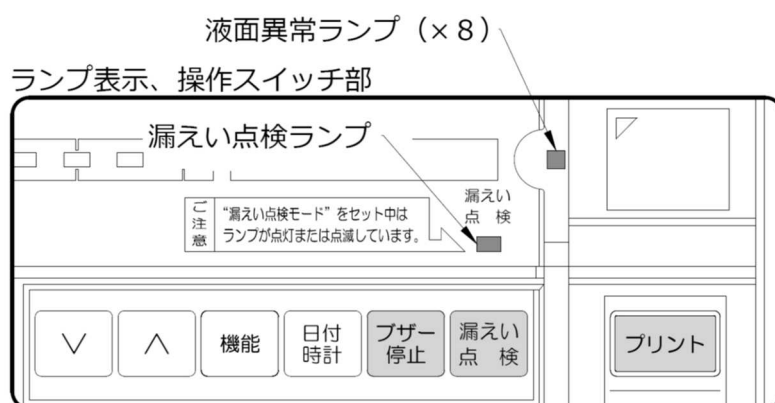 液面異常ランプ（×８）
ランプ表示、操作スイッチ部
漏えい点検ランプ
ご注意
“漏えい点検モード”をセット中は
ランプが点灯または点滅しています。
漏えい
点 検
∨
∧
機能
日付
時計
ブザー
停止
漏えい
点 検
プリント